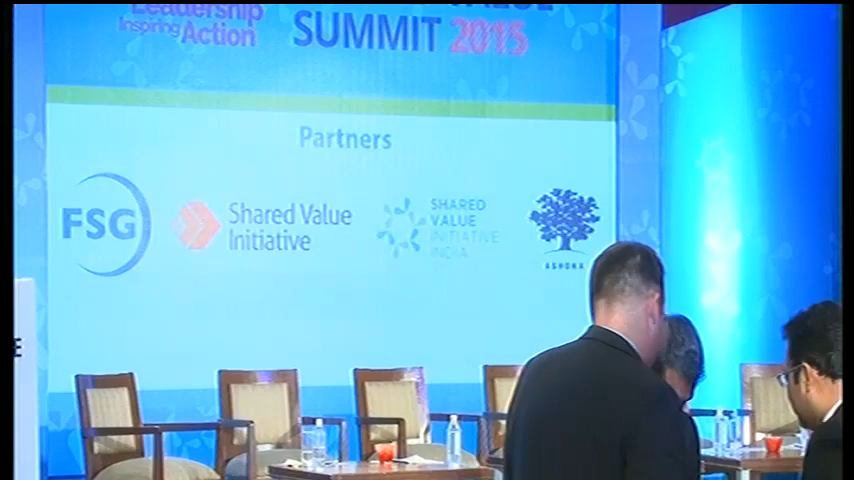 Leadership
Inspiring Action
SUMMIT 2015
Partners
FSG
Shared Value
Initiative
SHARED
VALUE
INITIATIVE
INDIA
ASHOKA
E